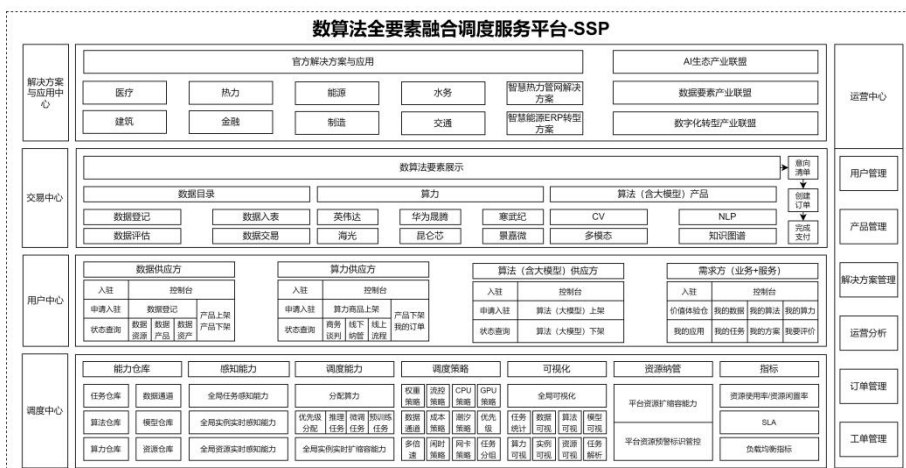 数算法全要素融合调度服务平台-SSP
解决方案
与应用中
心
官方解决方案与应用
医疗
热力
能源
水务
智慧热力管网解决
方案
建筑
金融
制造
交通
智慧能源ERP转型
方案
AI生态产业联盟
数据要素产业联盟
数字化转型产业联盟
运营中心
交易中心
数算法要素展示
意向
清单
创建
订单
完成
支付
数据目录
算力
算法（含大模型）产品
数据登记
数据入表
英伟达
华为晟腾
寒武纪
CV
NLP
数据评估
数据交易
海光
昆仑芯
景嘉微
多模态
知识图谱
用户管理
产品管理
解决方案管理
运营分析
订单管理
工单管理
用户中心
数据供应方
入驻
控制台
申请入驻
数据登记
产品上架
产品下架
状态查询
数据
资源
数据
产品
数据
资产
算力供应方
入驻
控制台
申请入驻
算力商品上架
产品下架
我的订单
状态查询
商务
谈判
线下
纳管
线上
流程
算法（含大模型）供应方
入驻
控制台
申请入驻
算法（大模型）上架
状态查询
算法（大模型）下架
需求方（业务+服务）
入驻
控制台
价值体验仓
我的数据
我的算法
我的算力
我的应用
我的任务
我的方案
我要评价
调度中心
能力仓库
任务仓库
数据通道
算法仓库
模型仓库
算力仓库
资源仓库
感知能力
全局任务感知能力
全局实例实时感知能力
全局资源实时感知能力
调度能力
分配算力
优先级
分配
推理
任务
微调
任务
预训练
任务
全局实例实时扩缩容能力
调度策略
权重
策略
流控
策略
CPU
策略
GPU
策略
数据
通道
成本
策略
潮汐
策略
优先
级
多倍
速
闲时
策略
网卡
策略
任务
分组
可视化
全局可视化
任务
统计
数据
可视
算法
可视
模型
可视
算力
可视
实例
可视
资源
可视
任务
解析
资源纳管
平台资源扩缩容能力
平台资源预警标识管控
指标
资源使用率/资源闲置率
SLA
负载均衡指标